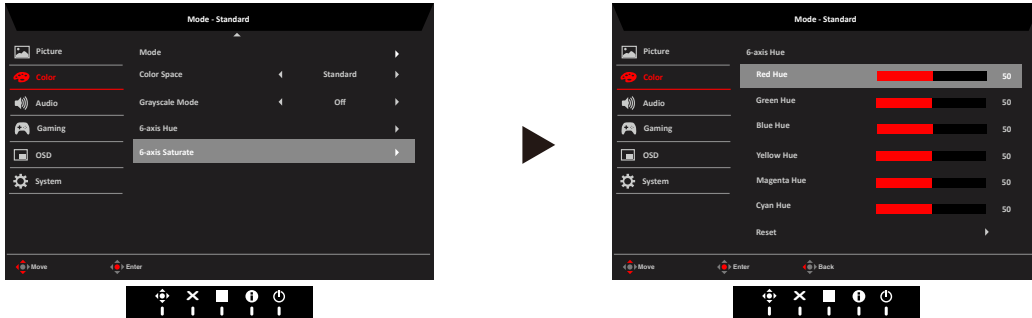 Mode - Standard
Picture
Color
Audio
Gaming
OSD
System
Mode
Color Space Standard
Grayscale Mode Off
6-axis Hue
6-axis Saturate
Move Enter
Mode - Standard
Picture
Color
Audio
Gaming
OSD
System
6-axis Hue
Red Hue 50
Green Hue 50
Blue Hue 50
Yellow Hue 50
Magenta Hue 50
Cyan Hue 50
Reset
Move Enter Back